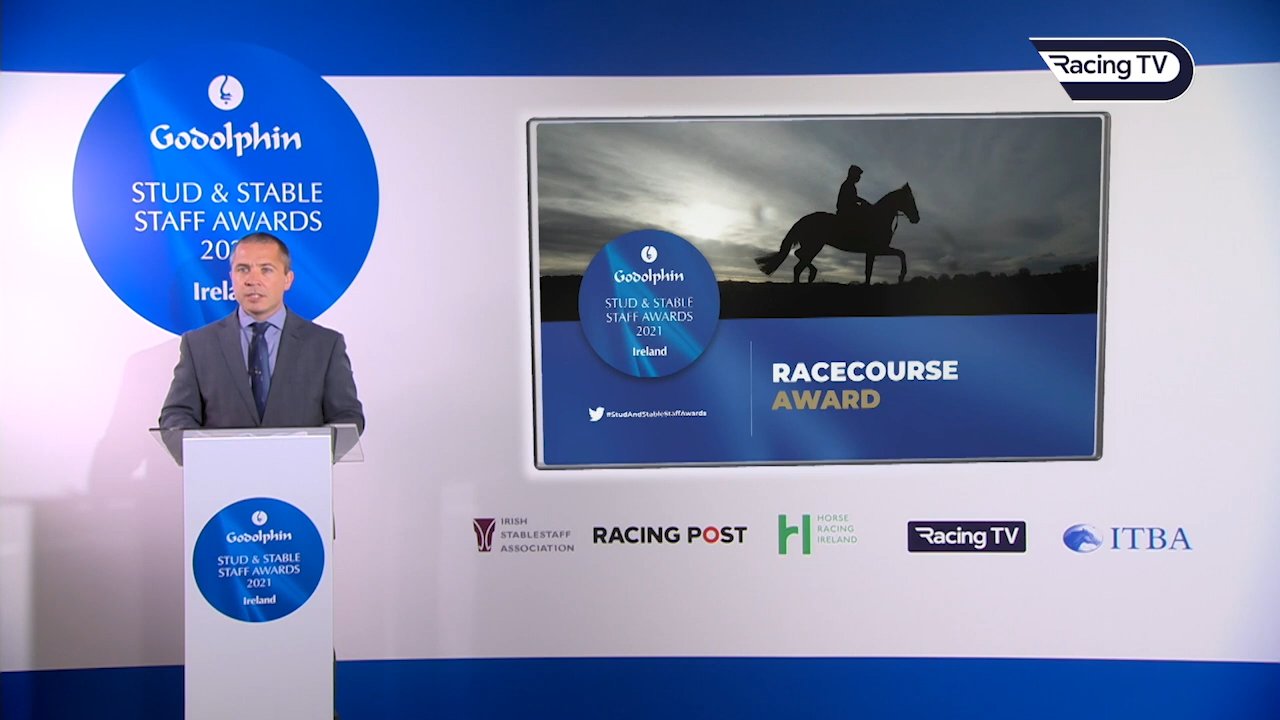 Racing TV
Godolphin
STUD & STABLE
STAFF AWARDS
Irela
Godolphin
STUD & STABLE
STAFF AWARDS
2021
Ireland
#StudAndStableStaffAwards
RACECOURSE
AWARD
IRISH
STABLESTAFF
ASSOCIATION
RACING POST
HORSE
RACING
IRELAND
Racing TV
ITBA
Godolphin
STUD & STABLE
STAFF AWARDS
2021
Ireland